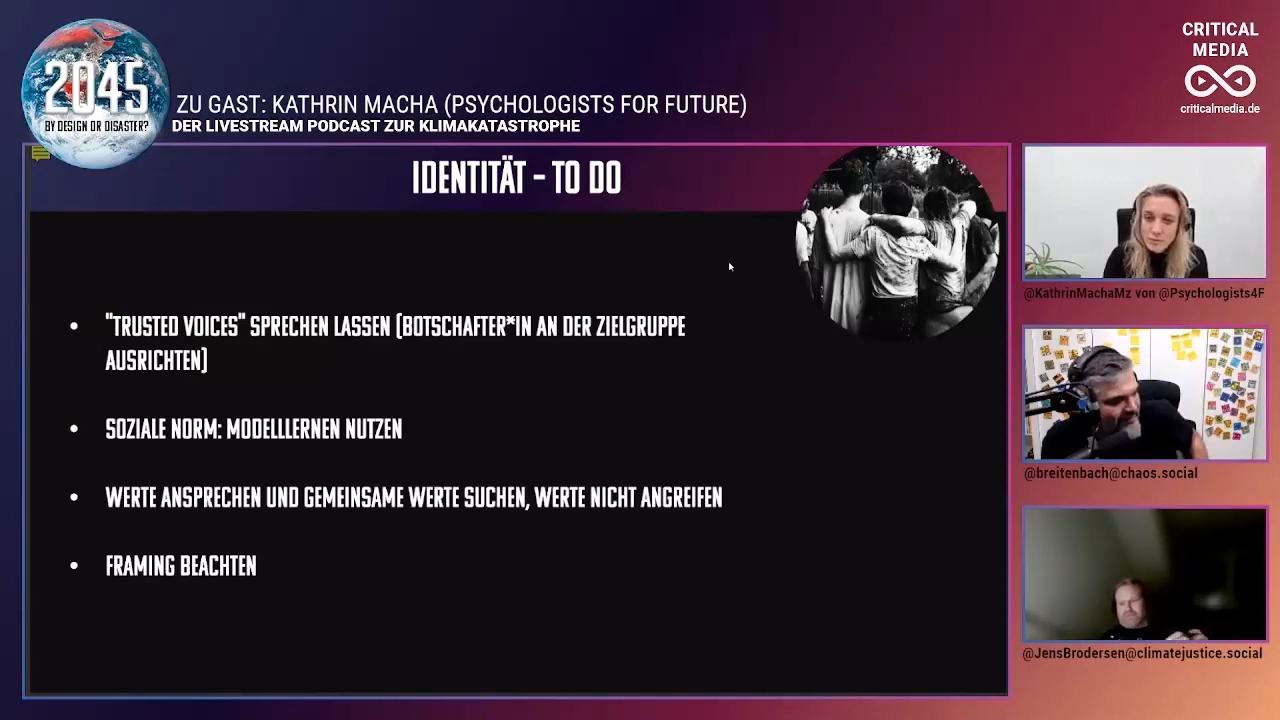 2045
BY DESIGN OR DISASTER?
ZU GAST: KATHRIN MACHA (PSYCHOLOGISTS FOR FUTURE)
DER LIVESTREAM PODCAST ZUR KLIMAKATASTROPHE
CRITICAL
MEDIA
criticalmedia.de
IDENTITÄT - TO DO
• "TRUSTED VOICES" SPRECHEN LASSEN (BOTSCHAFTER*IN AN DER ZIELGRUPPE
AUSRICHTEN)
• SOZIALE NORM: MODELLLERNEN NUTZEN
• WERTE ANSPRECHEN UND GEMEINSAME WERTE SUCHEN, WERTE NICHT ANGREIFEN
• FRAMING BEACHTEN
@KathrinMachaMz von @Psychologists4F
@breitenbach@chaos.social
@JensBrodersen@climatejustice.social